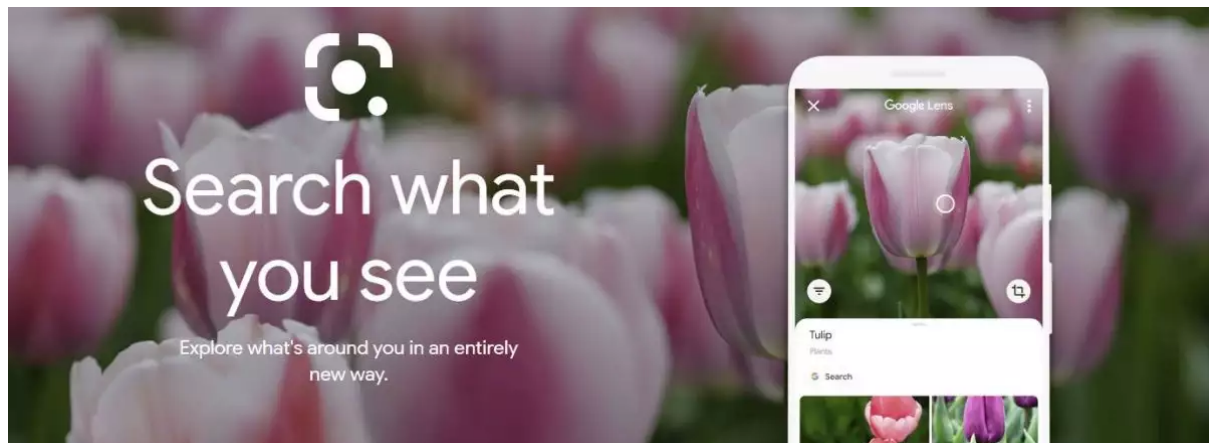 Search what
you see
Explore what's around you in an entirely
new way.
Google Lens
Tulip
Plants
Search